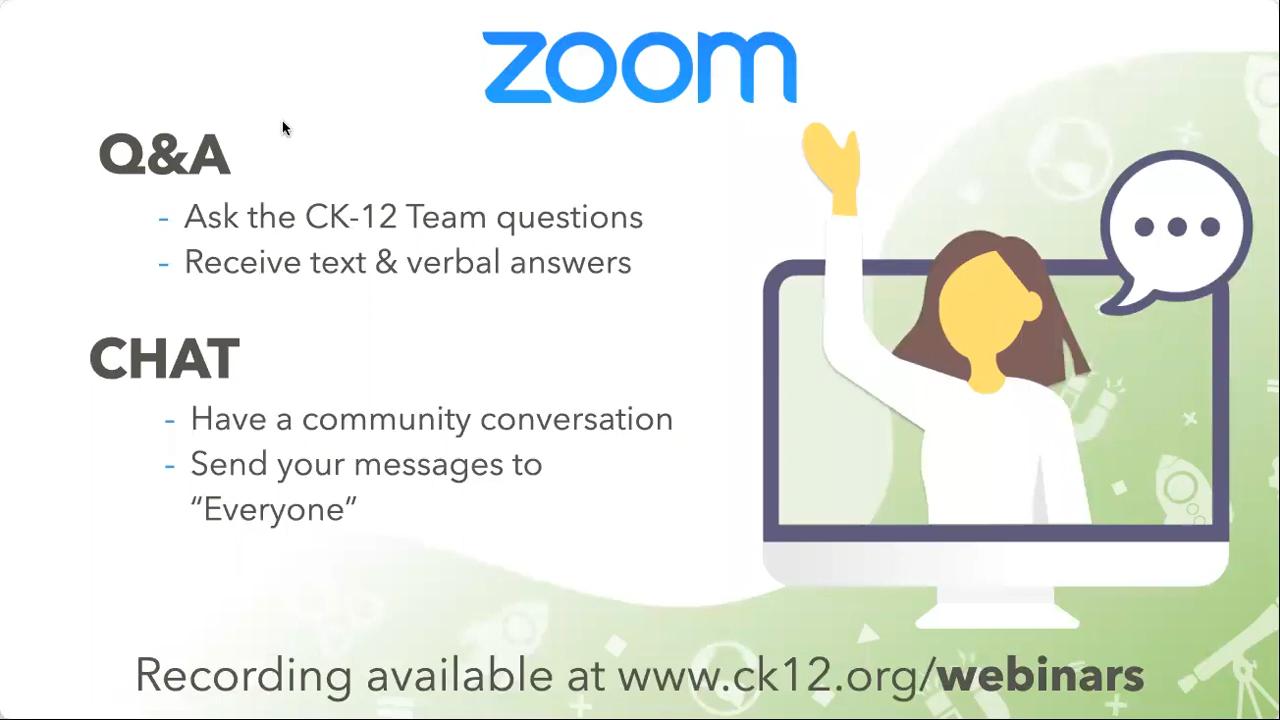 zoom
Q&A
- Ask the CK-12 Team questions
- Receive text & verbal answers
CHAT
- Have a community conversation
- Send your messages to
“Everyone”
Recording available at www.ck12.org/webinars